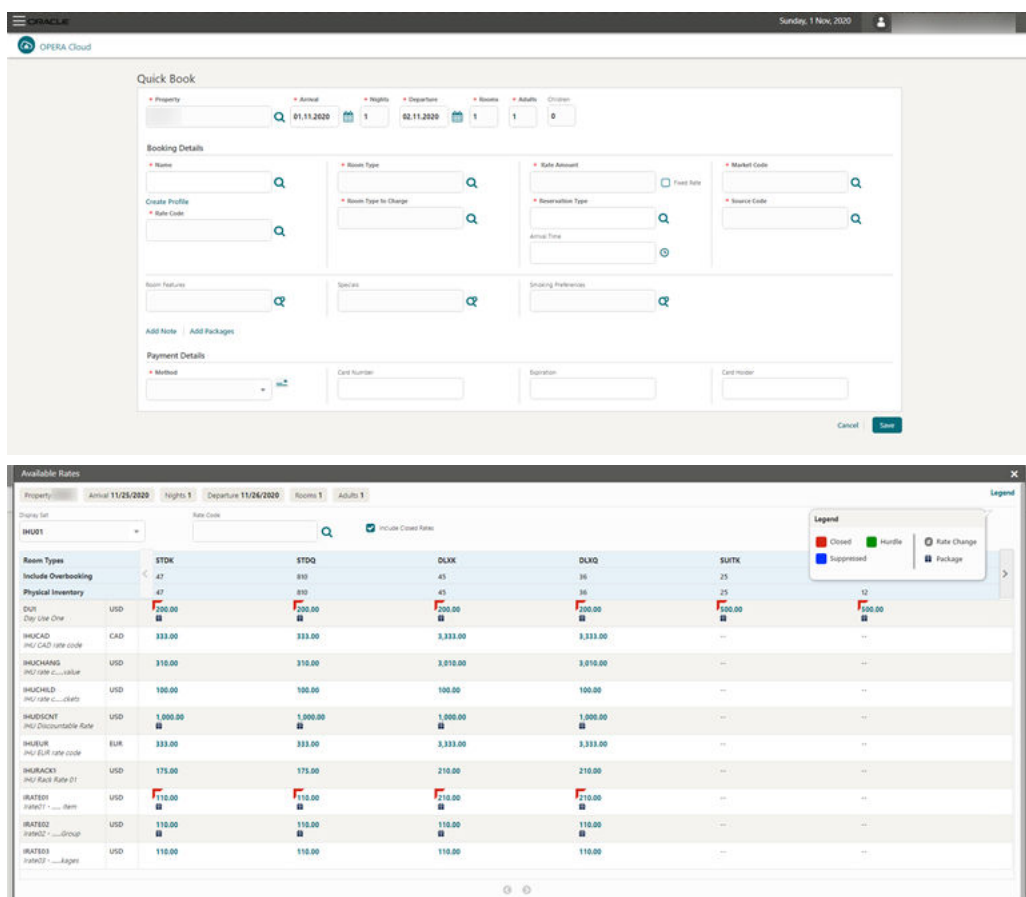 ORACLE Sunday, 1 Nov, 2020
OPERA Cloud
Quick Book
* Property * Arrival * Nights * Departure * Rooms * Adults Children
01.11.2020 1 02.11.2020 1 1 0
Booking Details
* Name * Room Type * Rate Amount * Market Code
Fixed Rate
Create Profile * Room Type to Charge * Reservation Type * Source Code
* Rate Code
Arrival Time
Room Features Specials Smoking Preferences
Add Note | Add Packages
Payment Details
* Method Card Number Expiration Card Holder
Cancel Save
Available Rates
Property Arrival 11/25/2020 Nights 1 Departure 11/26/2020 Rooms 1 Adults 1 Legend
Display Set Rate Code
IHU01 Include Closed Rates
Legend
Closed Hurdle Rate Change
Suppressed Package
Room Types STDK STDQ DLXK DLXQ SUITK
Include Overbooking 47 810 45 36 25
Physical Inventory 47 810 45 36 25 12
DU1 USD 200.00 200.00 200.00 200.00 500.00 500.00
Day Use One
IHUCAD CAD 333.00 333.00 3,333.00 3,333.00 -- --
IHU CAD rate code
IHUCHANG USD 310.00 310.00 3,010.00 3,010.00 -- --
IHU rate c.....value
IHUCHILD USD 100.00 100.00 100.00 100.00 -- --
IHU rate c.....ckets
IHUDSCNT USD 1,000.00 1,000.00 1,000.00 1,000.00 -- --
IHU Discountable Rate
IHUEUR EUR 333.00 333.00 3,333.00 3,333.00 -- --
IHU EUR rate code
IHURACK1 USD 175.00 175.00 210.00 210.00 -- --
IHU Rack Rate 01
IRATE01 USD 110.00 110.00 210.00 210.00 -- --
irate01 - ..... item
IRATE02 USD 110.00 110.00 110.00 110.00 -- --
irate02 - .....Group
IRATE03 USD 110.00 110.00 110.00 110.00 -- --
irate03 - .....kages